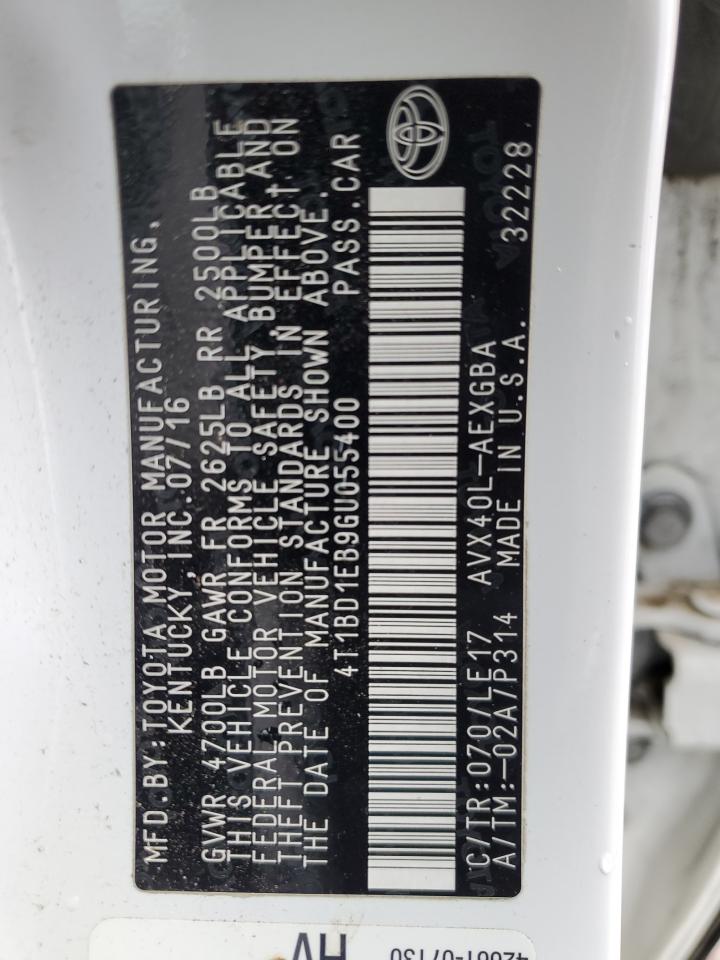 MFD.BY:TOYOTA MOTOR MANUFACTURING,
KENTUCKY, INC. 07/16
GVWR 4700LB GAWR FR 2625LB RR 2500LB
THIS VEHICLE CONFORMS TO ALL APPLICABLE
FEDERAL MOTOR VEHICLE SAFETY, BUMPER AND
THEFT PREVENTION STANDARDS IN EFFECT ON
THE DATE OF MANUFACTURE SHOWN ABOVE.
4T1BD1EB9GU055400 PASS.CAR
C/TR:070/LE17 AVX40L-AEXGBA
A/TM:-02A/P314 MADE IN U.S.A. 32228
HV